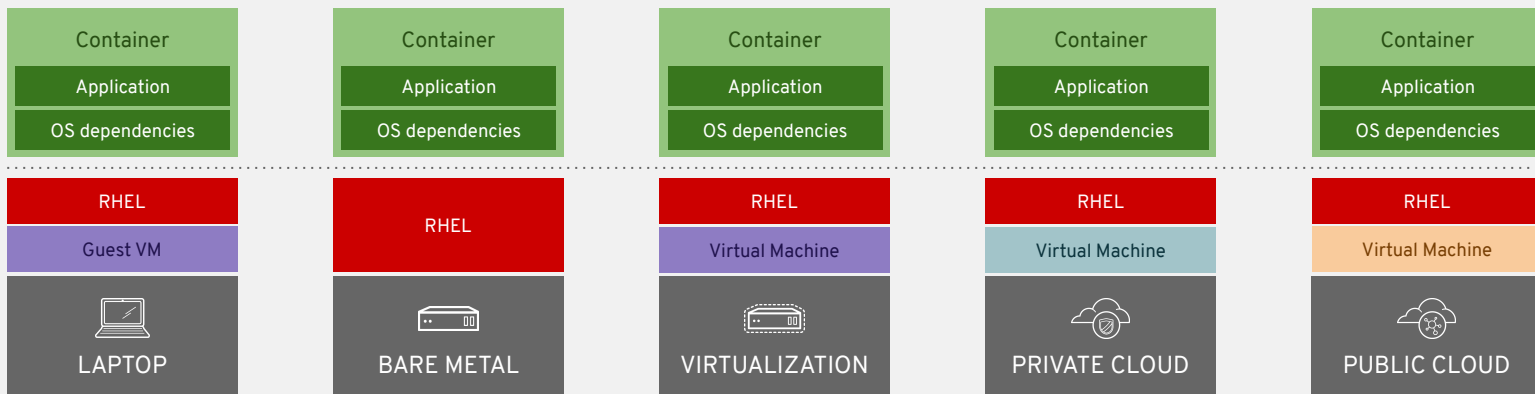 Container
Application
OS dependencies
RHEL
Guest VM
LAPTOP
Container
Application
OS dependencies
RHEL
BARE METAL
Container
Application
OS dependencies
RHEL
Virtual Machine
VIRTUALIZATION
Container
Application
OS dependencies
RHEL
Virtual Machine
PRIVATE CLOUD
Container
Application
OS dependencies
RHEL
Virtual Machine
PUBLIC CLOUD